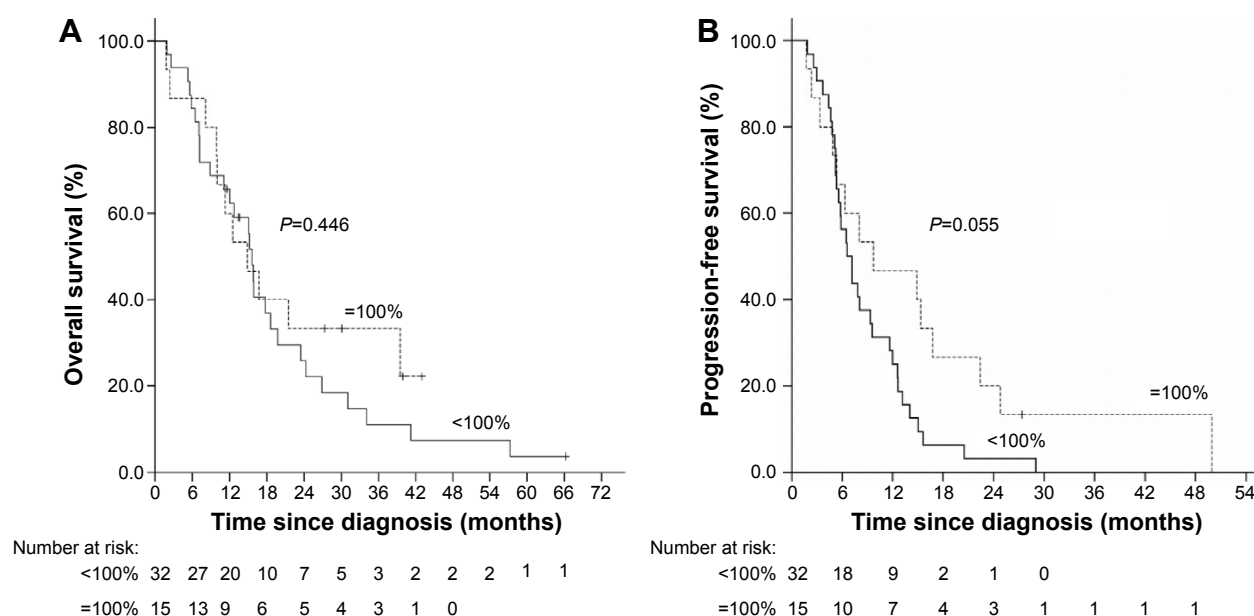 A
B
Overall survival (%)
100.0
80.0
60.0
40.0
20.0
0.0
P=0.446
=100%
<100%
0 6 12 18 24 30 36 42 48 54 60 66 72
Time since diagnosis (months)
Number at risk:
<100% 32 27 20 10 7 5 3 2 2 2 1 1
=100% 15 13 9 6 5 4 3 1 0
Progression-free survival (%)
100.0
80.0
60.0
40.0
20.0
0.0
P=0.055
=100%
<100%
0 6 12 18 24 30 36 42 48 54
Time since diagnosis (months)
Number at risk:
<100% 32 18 9 2 1 0
=100% 15 10 7 4 3 1 1 1 1